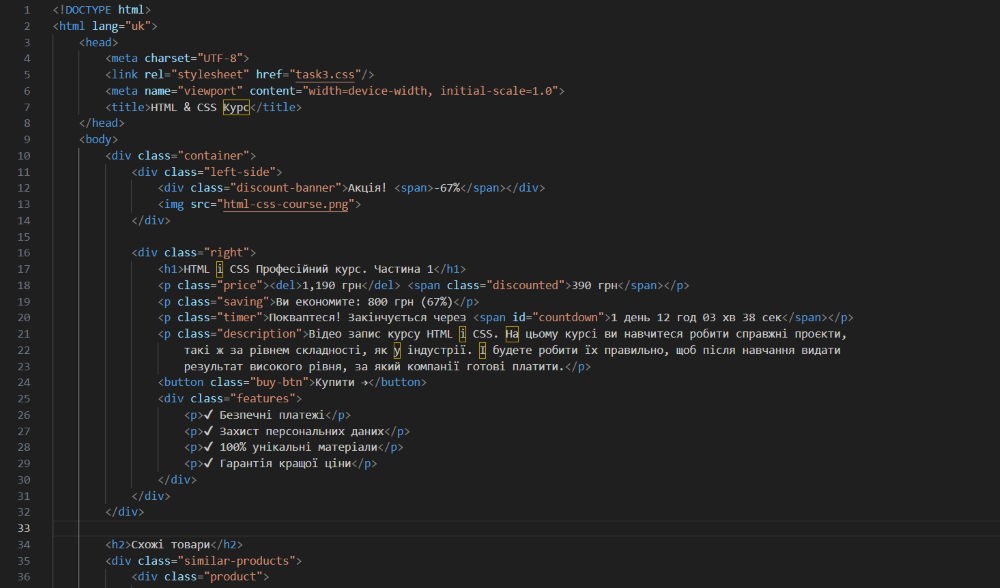 1 <!DOCTYPE html>
2 <html lang="uk">
3 <head>
4 <meta charset="UTF-8">
5 <link rel="stylesheet" href="task3.css"/>
6 <meta name="viewport" content="width=device-width, initial-scale=1.0">
7 <title>HTML & CSS Курс</title>
8 </head>
9 <body>
10 <div class="container">
11 <div class="left-side">
12 <div class="discount-banner">Акція! <span>-67%</span></div>
13 <img src="html-css-course.png">
14 </div>
15
16 <div class="right">
17 <h1>HTML і CSS Професійний курс. Частина 1</h1>
18 <p class="price"><del>1,190 грн</del> <span class="discounted">390 грн</span></p>
19 <p class="saving">Ви економите: 800 грн (67%)</p>
20 <p class="timer">Покваптеся! Закінчується через <span id="countdown">1 день 12 год 03 хв 38 сек</span></p>
21 <p class="description">Відео запис курсу HTML і CSS. На цьому курсі ви навчитеся робити справжні проєкти,
22 такі ж за рівнем складності, як у індустрії. І будете робити їх правильно, щоб після навчання видати
23 результат високого рівня, за який компанії готові платити.</p>
24 <button class="buy-btn">Купити →</button>
25 <div class="features">
26 <p>✔ Безпечні платежі</p>
27 <p>✔ Захист персональних даних</p>
28 <p>✔ 100% унікальні матеріали</p>
29 <p>✔ Гарантія кращої ціни</p>
30 </div>
31 </div>
32 </div>
33
34 <h2>Схожі товари</h2>
35 <div class="similar-products">
36 <div class="product">